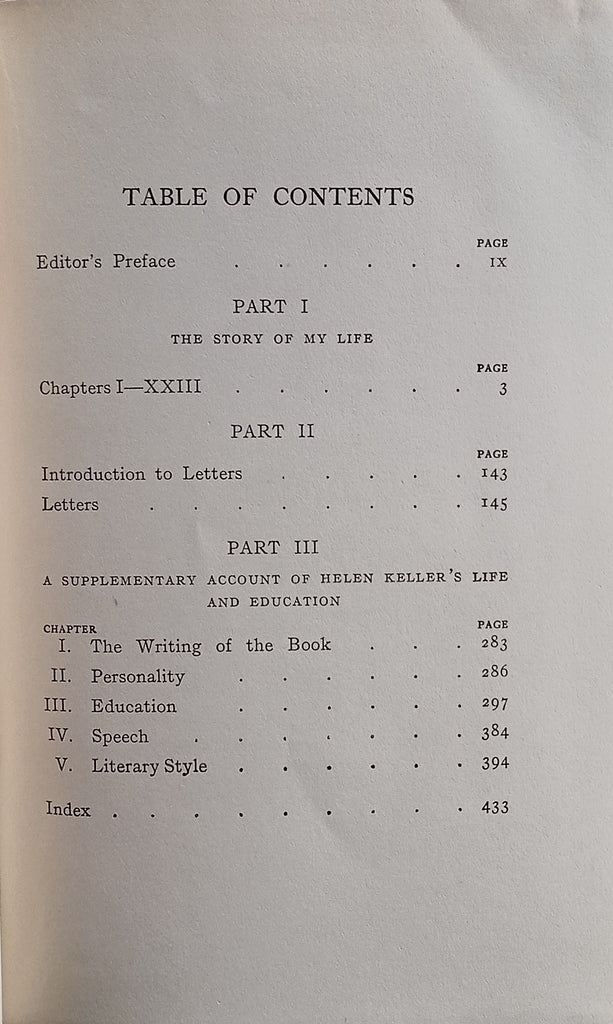 TABLE OF CONTENTS
PAGE
Editor's Preface . . . . . . IX
PART I
THE STORY OF MY LIFE
PAGE
Chapters I—XXIII . . . . . . 3
PART II
PAGE
Introduction to Letters . . . . . 143
Letters . . . . . . . . 145
PART III
A SUPPLEMENTARY ACCOUNT OF HELEN KELLER'S LIFE
AND EDUCATION
CHAPTER PAGE
I. The Writing of the Book . . . 283
II. Personality . . . . . . 286
III. Education . . . . . . 297
IV. Speech . . . . . . . 384
V. Literary Style . . . . . . 394
Index . . . . . . . . . 433